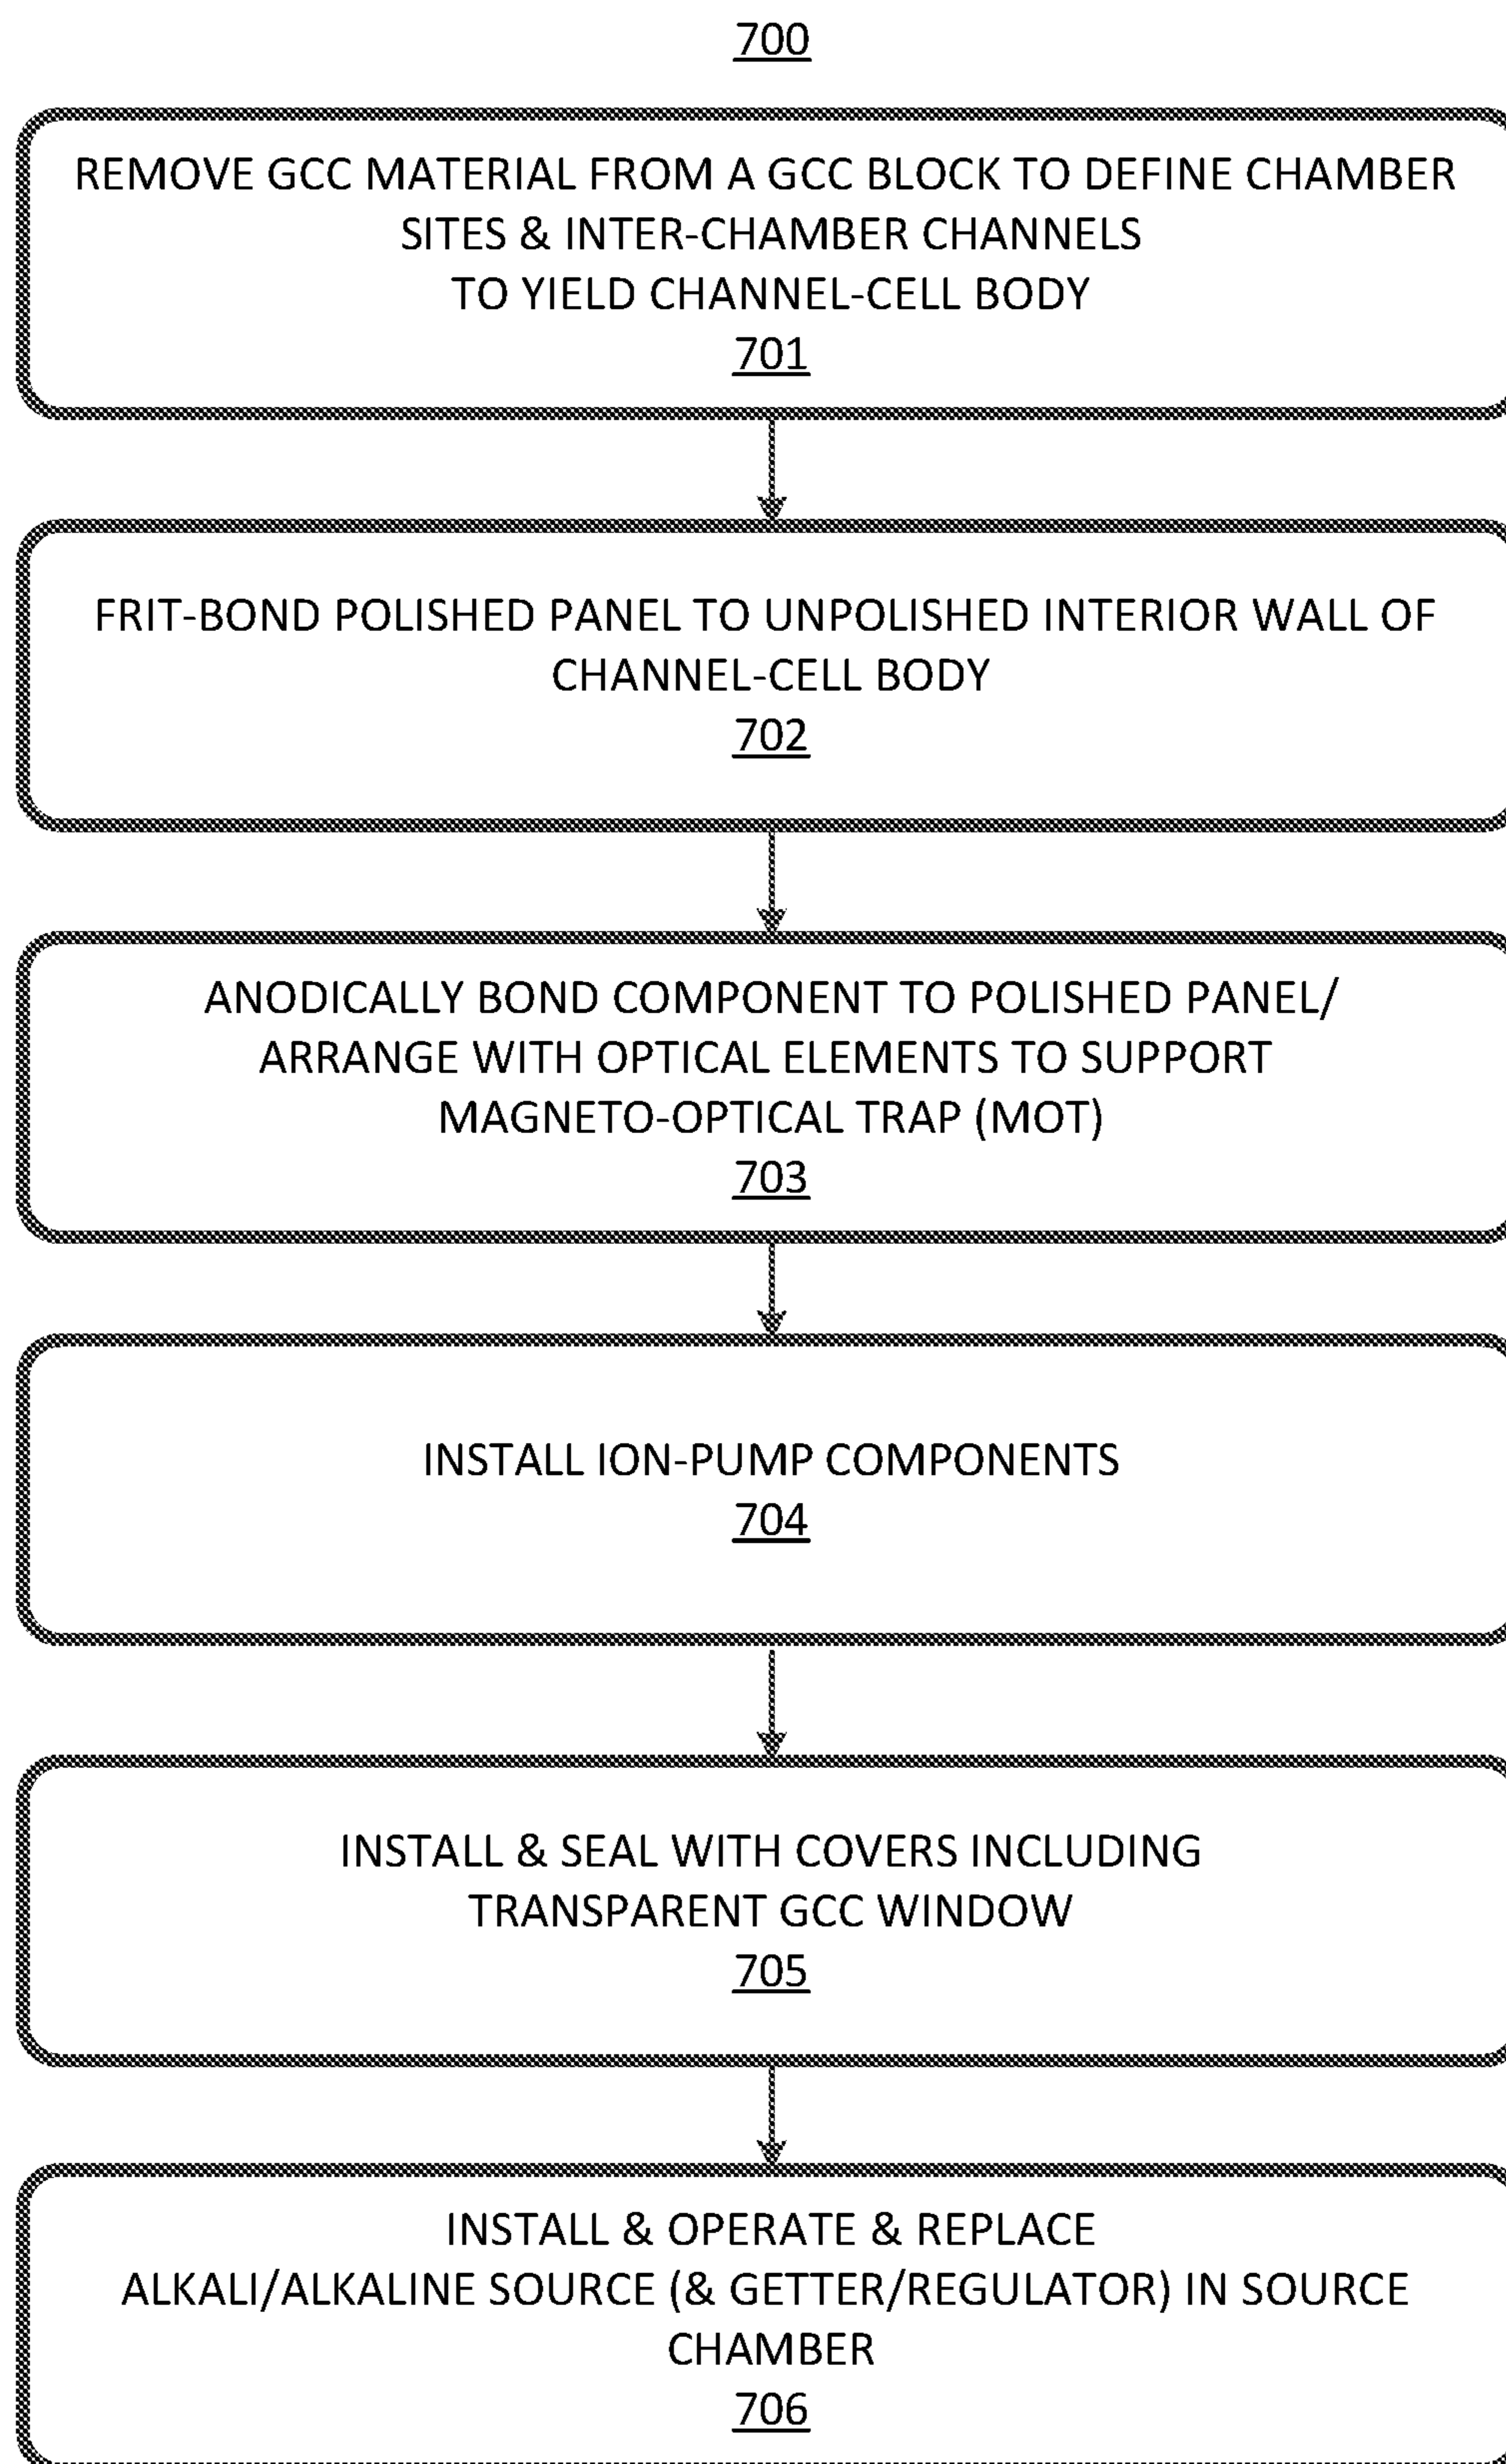 700
REMOVE GCC MATERIAL FROM A GCC BLOCK TO DEFINE CHAMBER
SITES & INTER-CHAMBER CHANNELS
TO YIELD CHANNEL-CELL BODY
701
FRIT-BOND POLISHED PANEL TO UNPOLISHED INTERIOR WALL OF
CHANNEL-CELL BODY
702
ANODICALLY BOND COMPONENT TO POLISHED PANEL/
ARRANGE WITH OPTICAL ELEMENTS TO SUPPORT
MAGNETO-OPTICAL TRAP (MOT)
703
INSTALL ION-PUMP COMPONENTS
704
INSTALL & SEAL WITH COVERS INCLUDING
TRANSPARENT GCC WINDOW
705
INSTALL & OPERATE & REPLACE
ALKALI/ALKALINE SOURCE (& GETTER/REGULATOR) IN SOURCE
CHAMBER
706